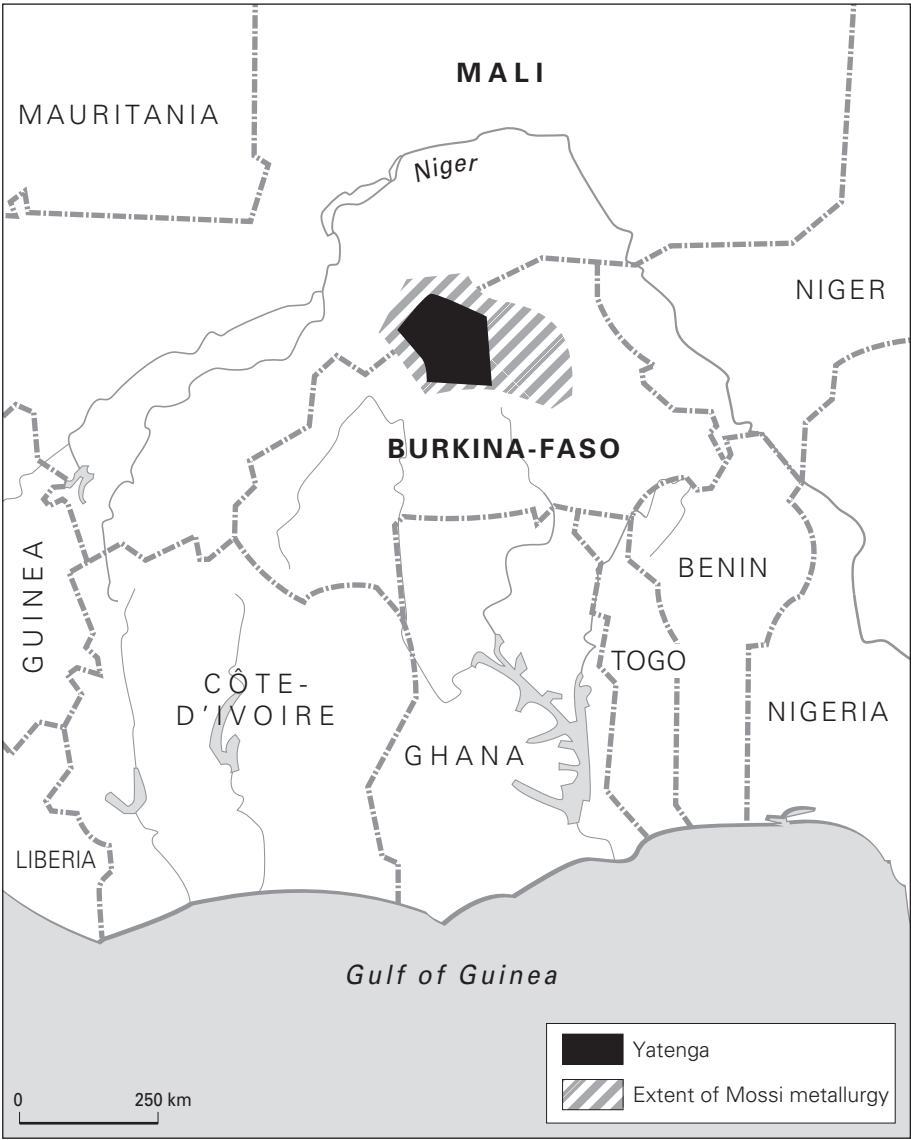 MALI
MAURITANIA
Niger
NIGER
BURKINA-FASO
GUINEA
BENIN
TOGO
CÔTE-
D'IVOIRE
NIGERIA
GHANA
LIBERIA
Gulf of Guinea
Yatenga
Extent of Mossi metallurgy
0 250 km